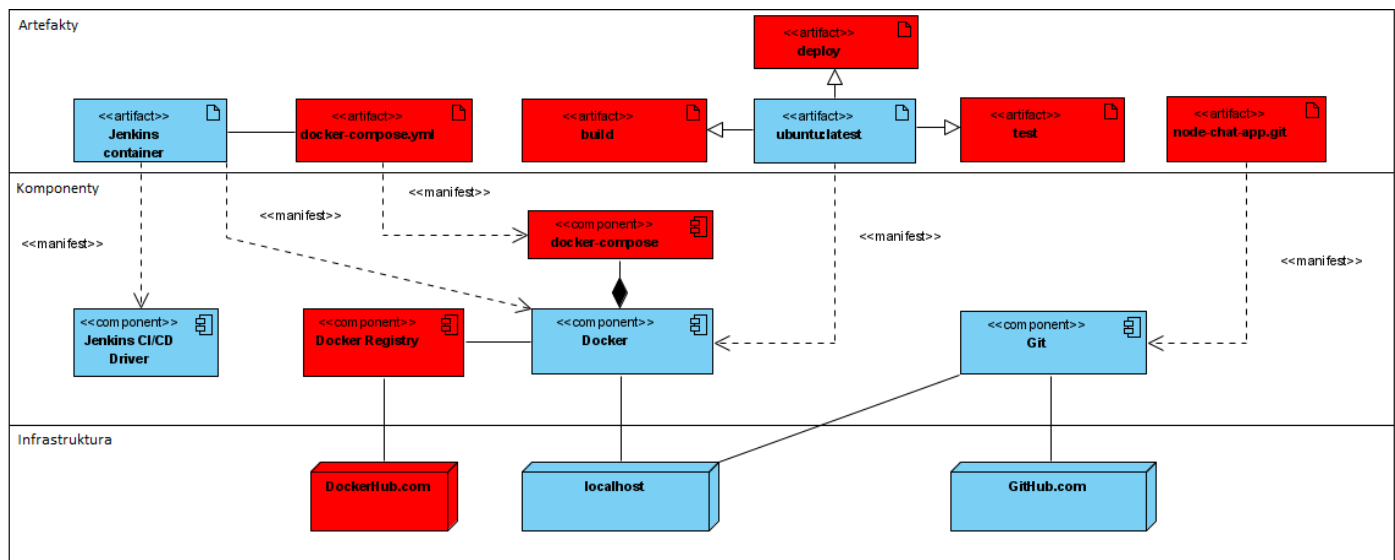 Artefakty
<<artifact>>
deploy
<<artifact>>
Jenkins
container
<<artifact>>
docker-compose.yml
<<artifact>>
build
<<artifact>>
ubuntu:latest
<<artifact>>
test
<<artifact>>
node-chat-app.git
Komponenty
<<manifest>>
<<manifest>>
<<manifest>>
<<manifest>>
<<manifest>>
<<component>>
docker-compose
<<component>>
Jenkins CI/CD
Driver
<<component>>
Docker Registry
<<component>>
Docker
<<component>>
Git
Infrastruktura
DockerHub.com
localhost
GitHub.com